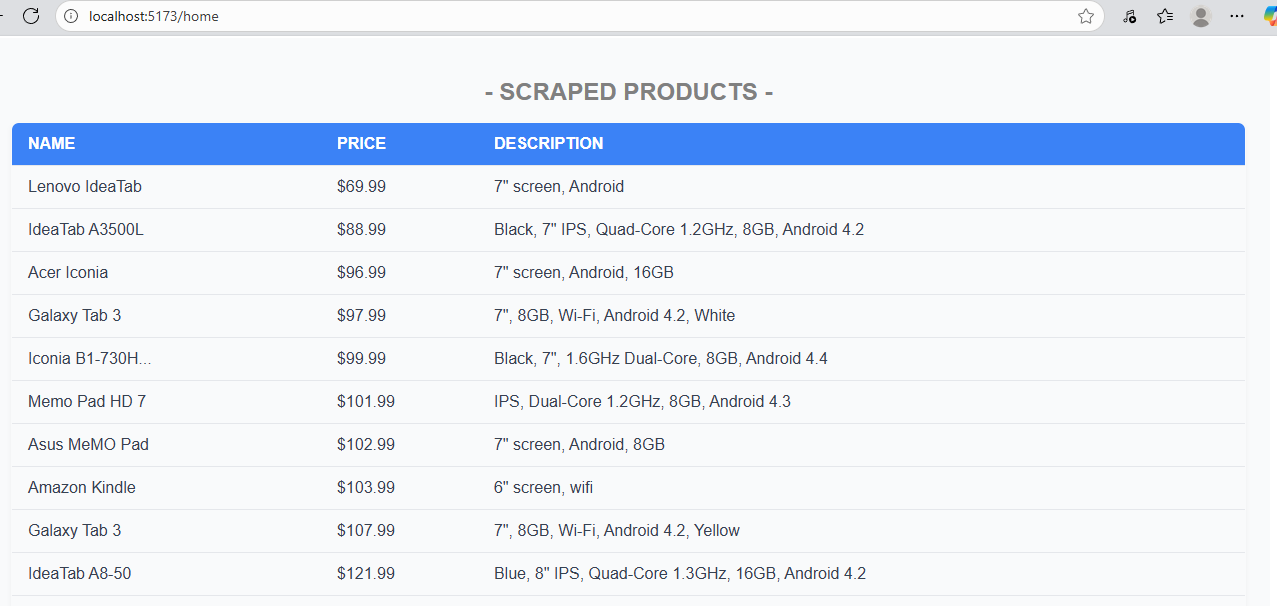 localhost:5173/home
- SCRAPED PRODUCTS -
NAME PRICE DESCRIPTION
Lenovo IdeaTab $69.99 7" screen, Android
IdeaTab A3500L $88.99 Black, 7" IPS, Quad-Core 1.2GHz, 8GB, Android 4.2
Acer Iconia $96.99 7" screen, Android, 16GB
Galaxy Tab 3 $97.99 7", 8GB, Wi-Fi, Android 4.2, White
Iconia B1-730H... $99.99 Black, 7", 1.6GHz Dual-Core, 8GB, Android 4.4
Memo Pad HD 7 $101.99 IPS, Dual-Core 1.2GHz, 8GB, Android 4.3
Asus MeMO Pad $102.99 7" screen, Android, 8GB
Amazon Kindle $103.99 6" screen, wifi
Galaxy Tab 3 $107.99 7", 8GB, Wi-Fi, Android 4.2, Yellow
IdeaTab A8-50 $121.99 Blue, 8" IPS, Quad-Core 1.3GHz, 16GB, Android 4.2